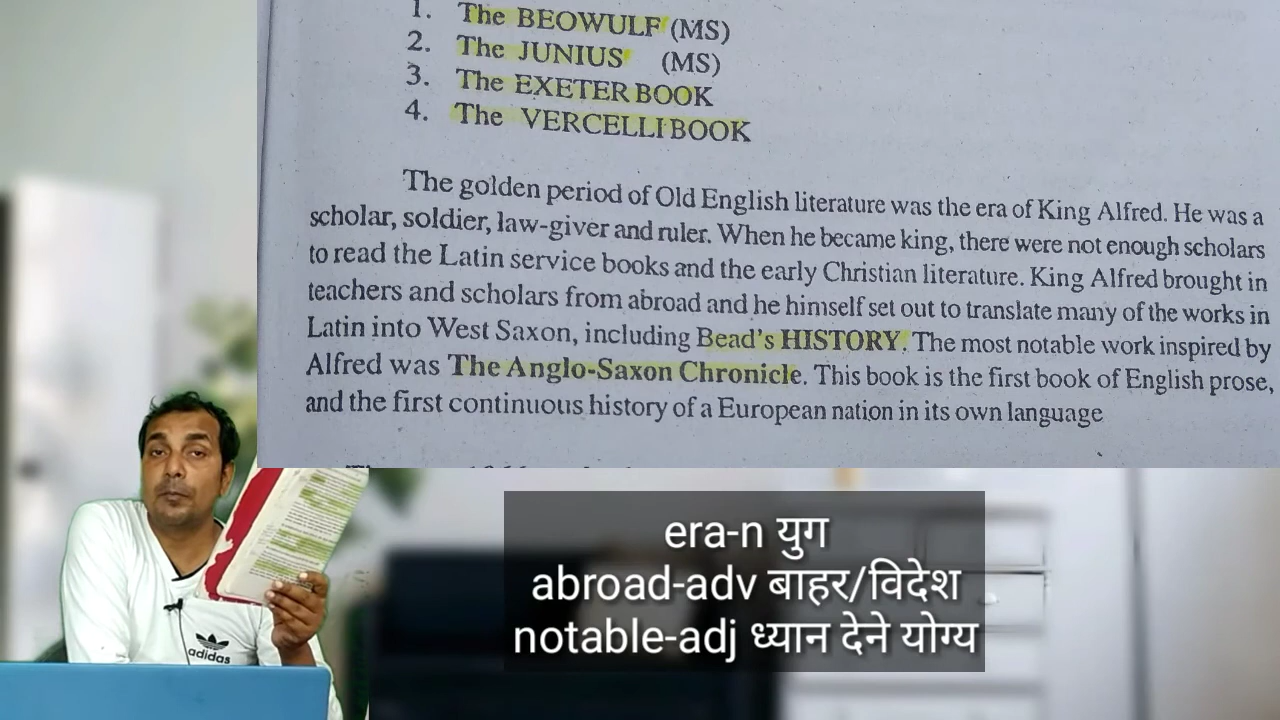 1. The BEOWULF (MS)
2. The JUNIUS (MS)
3. The EXETER BOOK
4. The VERCELLI BOOK
The golden period of Old English literature was the era of King Alfred. He was a
scholar, soldier, law-giver and ruler. When he became king, there were not enough scholars
to read the Latin service books and the early Christian literature. King Alfred brought in
teachers and scholars from abroad and he himself set out to translate many of the works in
Latin into West Saxon, including Bead's HISTORY. The most notable work inspired by
Alfred was The Anglo-Saxon Chronicle. This book is the first book of English prose,
and the first continuous history of a European nation in its own language
era-n युग
abroad-adv बाहर/विदेश
notable-adj ध्यान देने योग्य
adidas